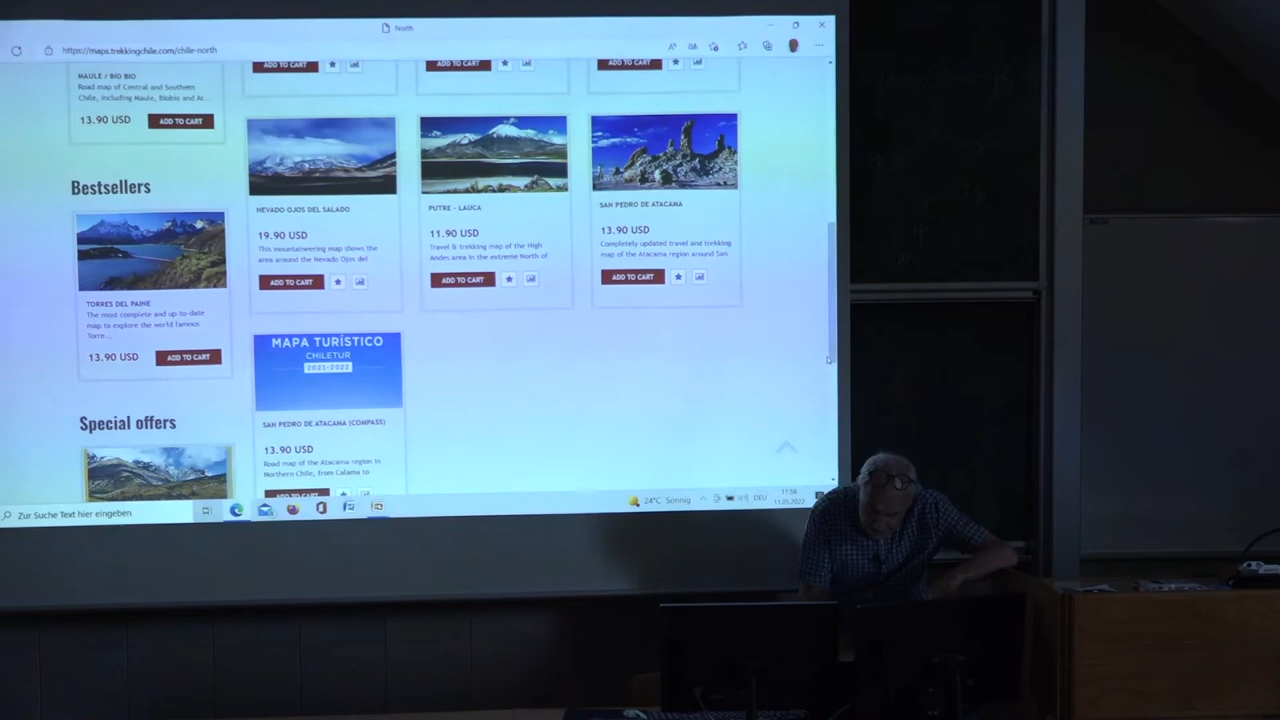 North
https://maps.trekkingchile.com/chile-north
MAULE / BIO BIO
Road map of Central and Southern
Chile, including Maule, Biobio and Ar...
13.90 USD
ADD TO CART
ADD TO CART
ADD TO CART
ADD TO CART
Bestsellers
TORRES DEL PAINE
The most complete and up-to-date
map to explore the world famous
Torre...
13.90 USD
ADD TO CART
Special offers
NEVADO OJOS DEL SALADO
19.90 USD
This mountaineering map shows the
area around the Nevado Ojos del
ADD TO CART
PUTRE - LAUCA
11.90 USD
Travel & trekking map of the High
Andes area in the extreme North of
ADD TO CART
SAN PEDRO DE ATACAMA
13.90 USD
Completely updated travel and trekking
map of the Atacama region around San
ADD TO CART
MAPA TURÍSTICO
CHILETUR
2021-2022
SAN PEDRO DE ATACAMA (COMPASS)
13.90 USD
Road map of the Atacama region in
Northern Chile, from Calama to
ADD TO CART
Zur Suche Text hier eingeben
24°C Sonnig
DEU
11:58
11.05.2022